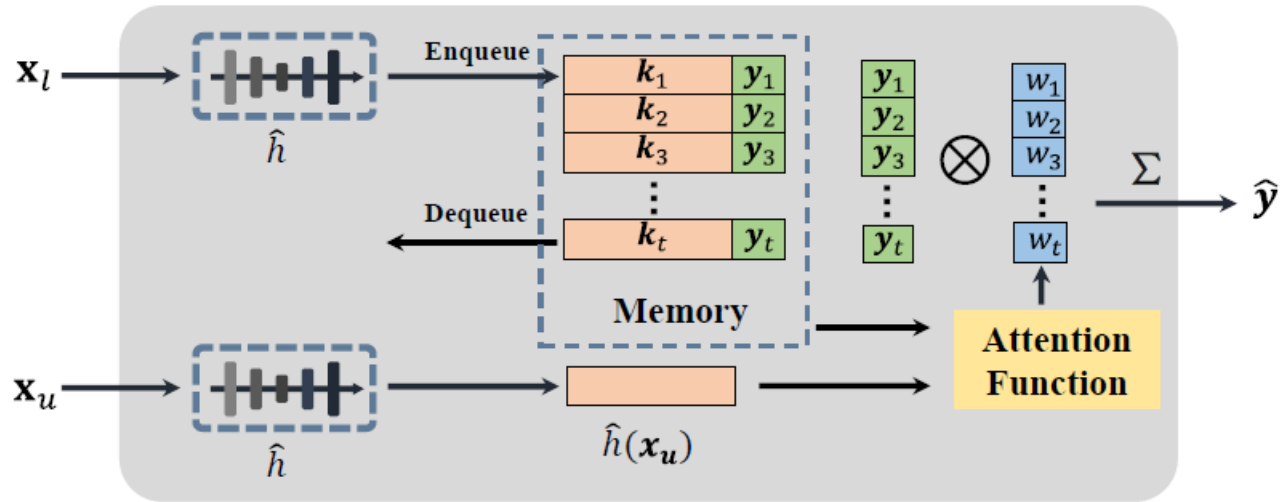 x_l
ĥ
Enqueue
k_1 y_1
k_2 y_2
k_3 y_3
⋮
k_t y_t
Dequeue
Memory
y_1
y_2
y_3
⋮
y_t
⊗
w_1
w_2
w_3
⋮
w_t
Σ
ŷ
x_u
ĥ
ĥ(x_u)
Attention
Function